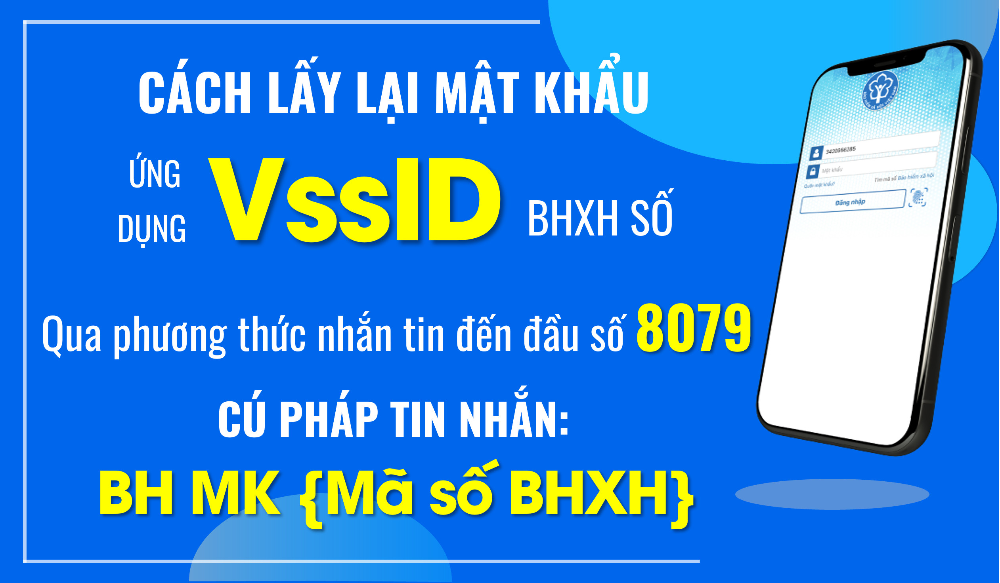 CÁCH LẤY LẠI MẬT KHẨU
ỨNG DỤNG VssID BHXH SỐ
Qua phương thức nhắn tin đến đầu số 8079
CÚ PHÁP TIN NHẮN:
BH MK {Mã số BHXH}
3420956285
Mật khẩu
Quên mật khẩu?
Tìm mã số Bảo hiểm xã hội
Đăng nhập